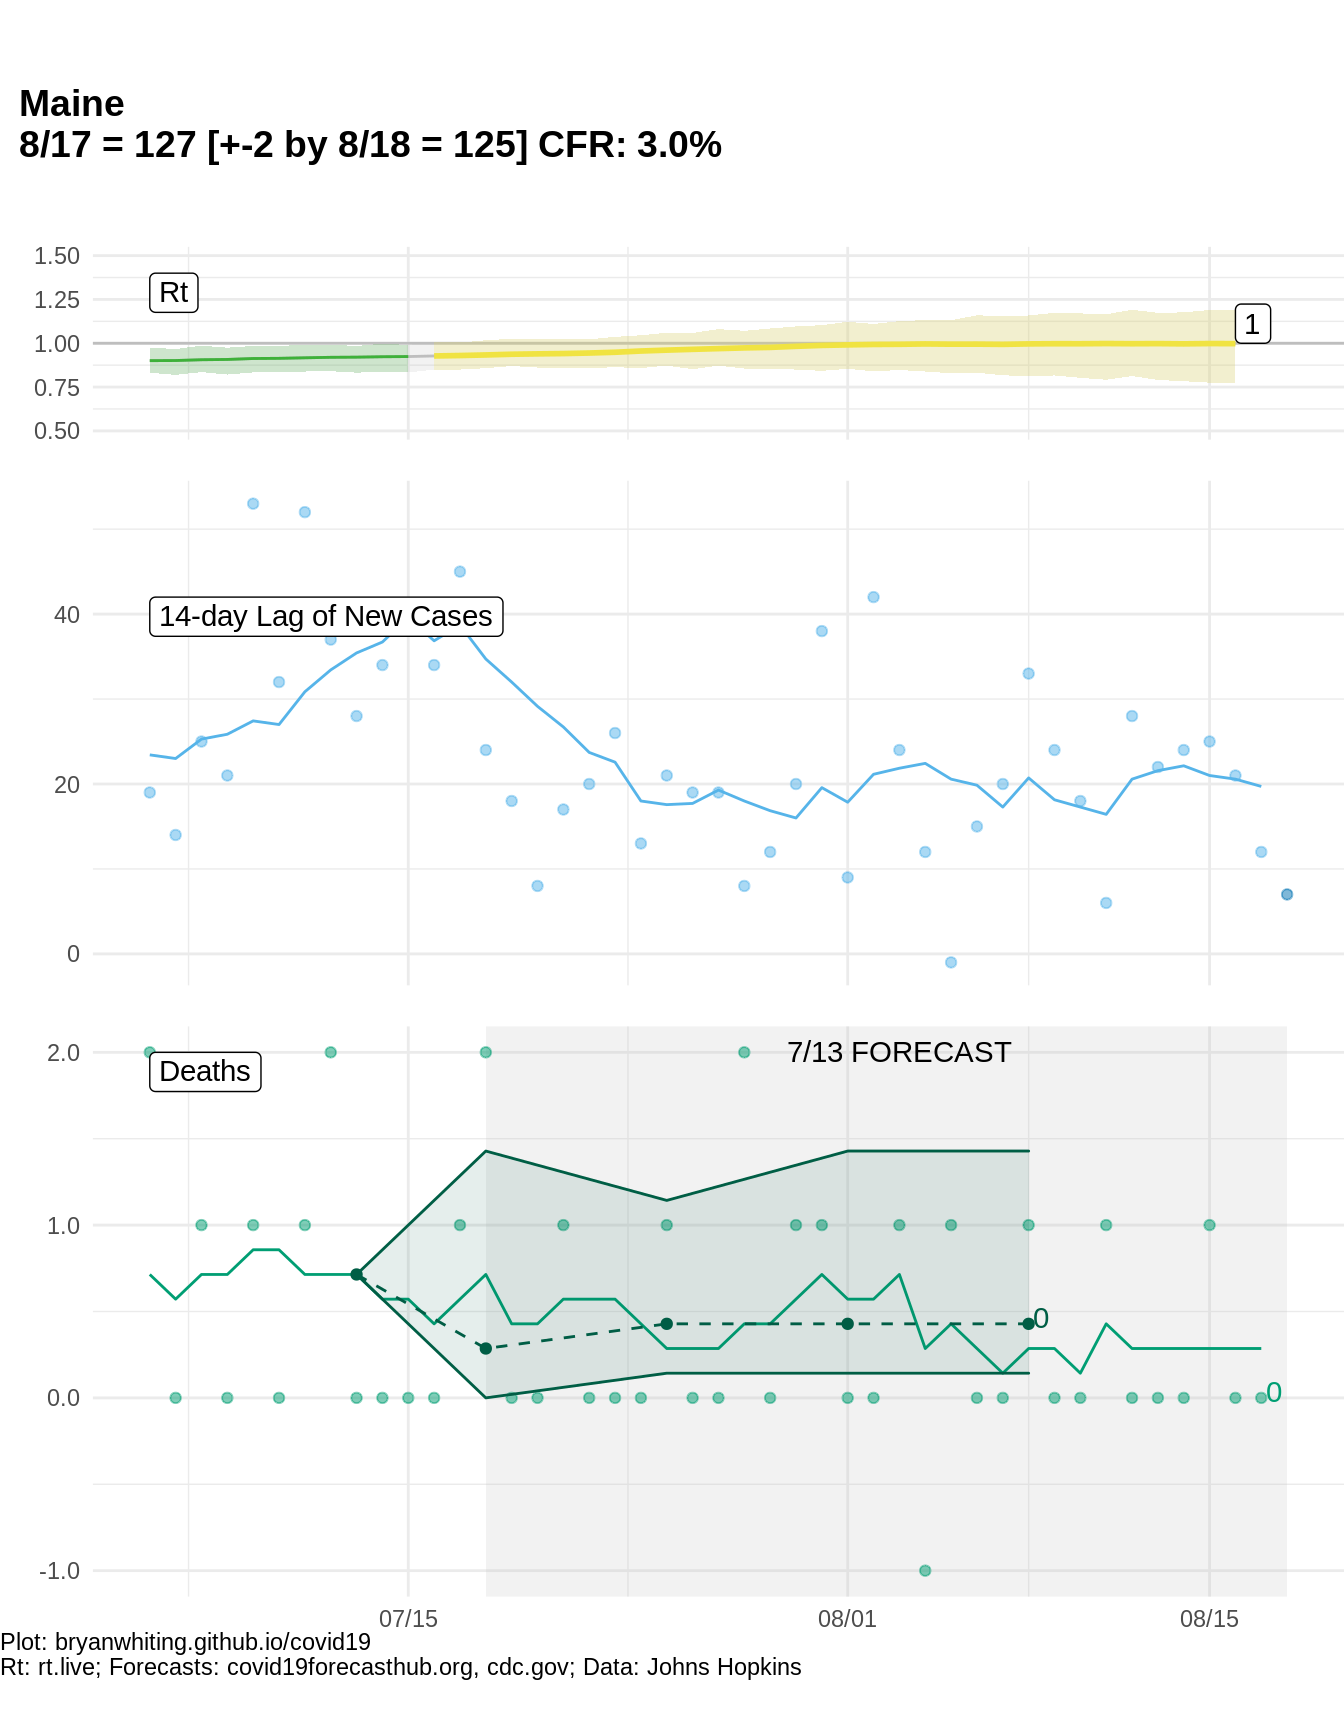 Maine
8/17 = 127 [+-2 by 8/18 = 125] CFR: 3.0%
1.50
1.25
1.00
0.75
0.50
Rt
1
40
20
0
14-day Lag of New Cases
2.0
1.0
0.0
-1.0
Deaths
7/13 FORECAST
0
0
07/15
08/01
08/15
Plot: bryanwhiting.github.io/covid19
Rt: rt.live; Forecasts: covid19forecasthub.org, cdc.gov; Data: Johns Hopkins